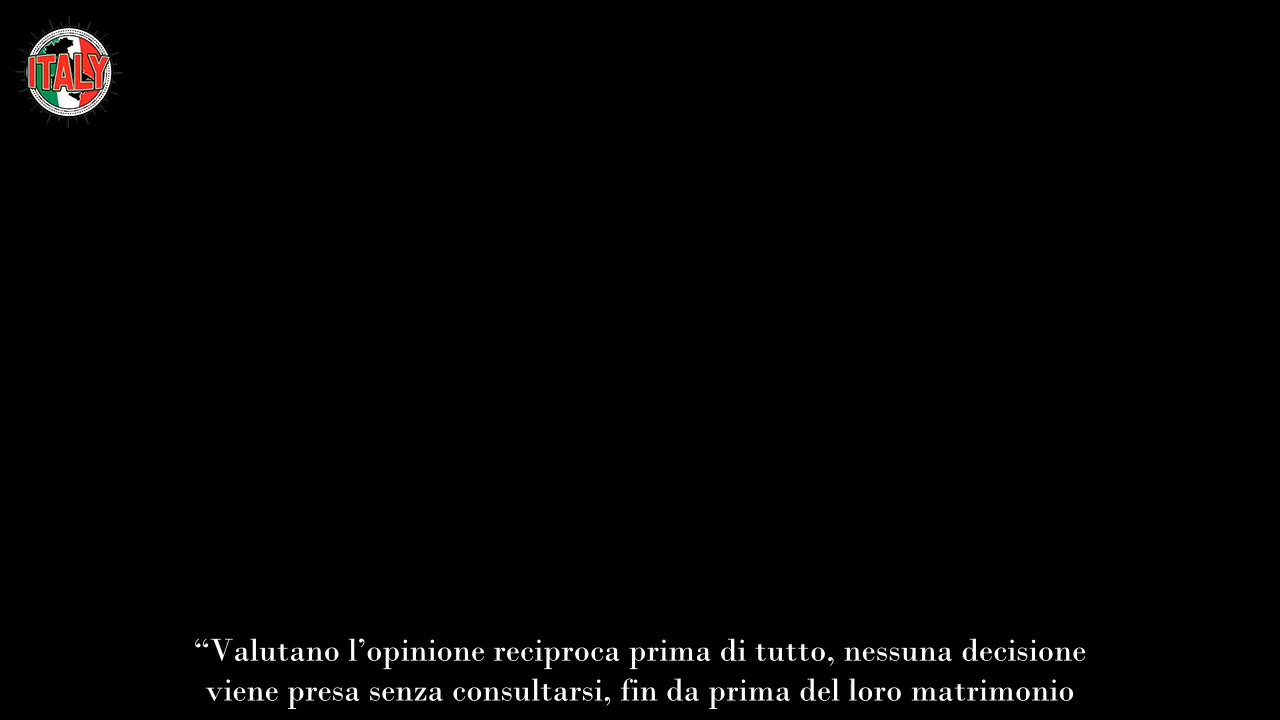 ITALY
“Valutano l’opinione reciproca prima di tutto, nessuna decisione
viene presa senza consultarsi, fin da prima del loro matrimonio